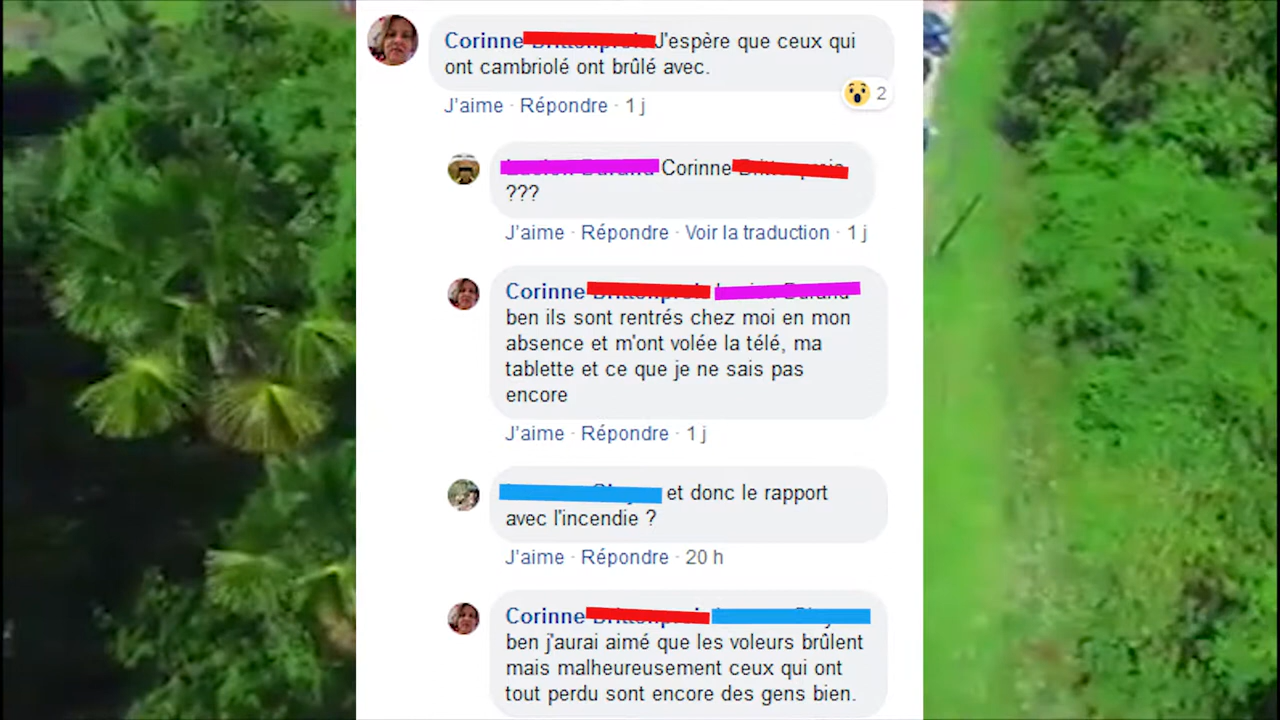 Corinne J'espère que ceux qui
ont cambriolé ont brûlé avec.
2
J'aime · Répondre · 1 j
Corinne
???
J'aime · Répondre · Voir la traduction · 1 j
Corinne
ben ils sont rentrés chez moi en mon
absence et m'ont volée la télé, ma
tablette et ce que je ne sais pas
encore
J'aime · Répondre · 1 j
et donc le rapport
avec l'incendie ?
J'aime · Répondre · 20 h
Corinne
ben j'aurai aimé que les voleurs brûlent
mais malheureusement ceux qui ont
tout perdu sont encore des gens bien.